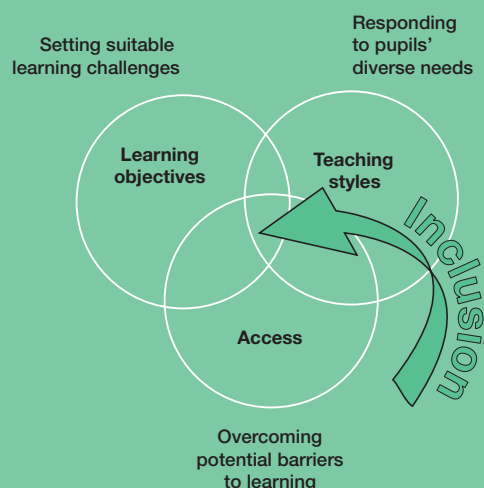 Setting suitable
learning challenges
Responding
to pupils’
diverse needs
Learning
objectives
Teaching
styles
Inclusion
Access
Overcoming
potential barriers
to learning